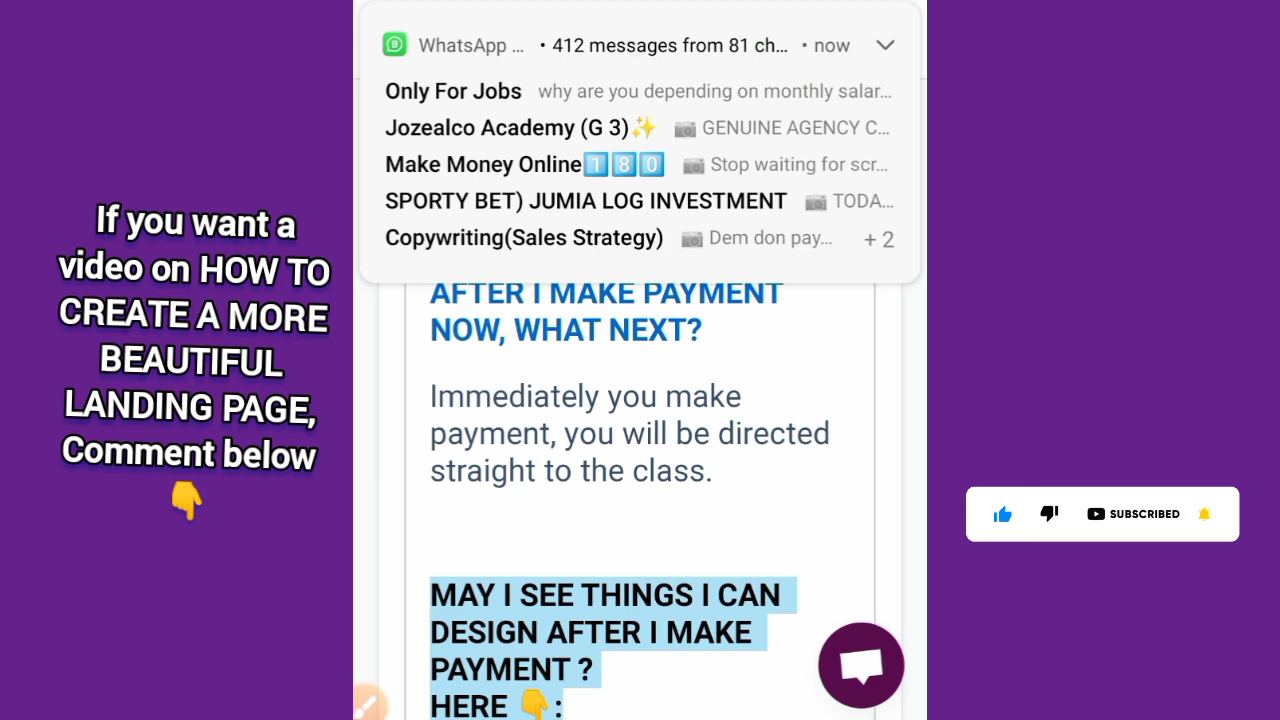 If you want a
video on HOW TO
CREATE A MORE
BEAUTIFUL
LANDING PAGE,
Comment below
👇
WhatsApp ... • 412 messages from 81 ch... • now
Only For Jobs why are you depending on monthly salar...
Jozealco Academy (G 3)✨ 📷 GENUINE AGENCY C...
Make Money Online1️⃣8️⃣0️⃣ 📷 Stop waiting for scr...
SPORTY BET) JUMIA LOG INVESTMENT 📷 TODA...
Copywriting(Sales Strategy) 📷 Dem don pay... + 2
AFTER I MAKE PAYMENT
NOW, WHAT NEXT?
Immediately you make
payment, you will be directed
straight to the class.
MAY I SEE THINGS I CAN
DESIGN AFTER I MAKE
PAYMENT ?
HERE 👇:
SUBSCRIBED